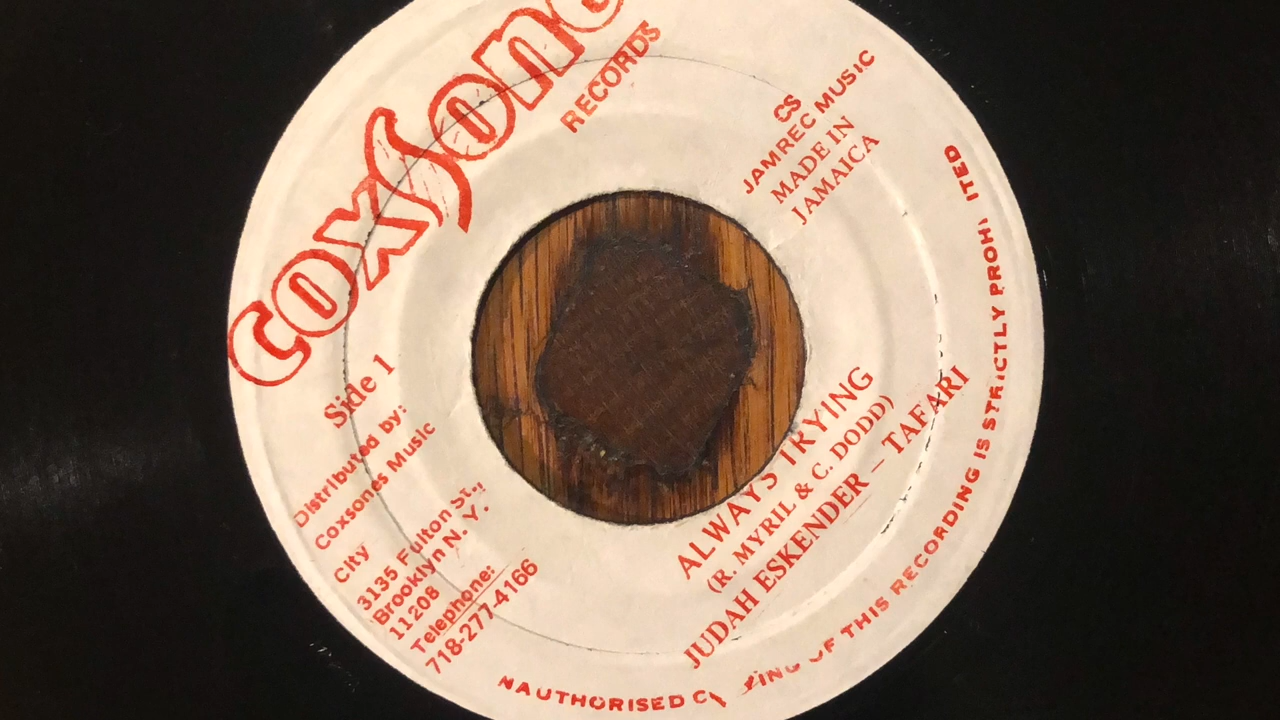 Coxsone
RECORDS
CS
JAMREC MUSIC
MADE IN
JAMAICA
Side 1
Distributed by:
Coxsones Music
City
3135 Fulton St.,
Brooklyn N. Y.
11208
Telephone:
718-277-4166
ALWAYS TRYING
(R. MYRIL & C. DODD)
JUDAH ESKENDER – TAFARI
NAUTHORISED C YING OF THIS RECORDING IS STRICTLY PROHI ITED